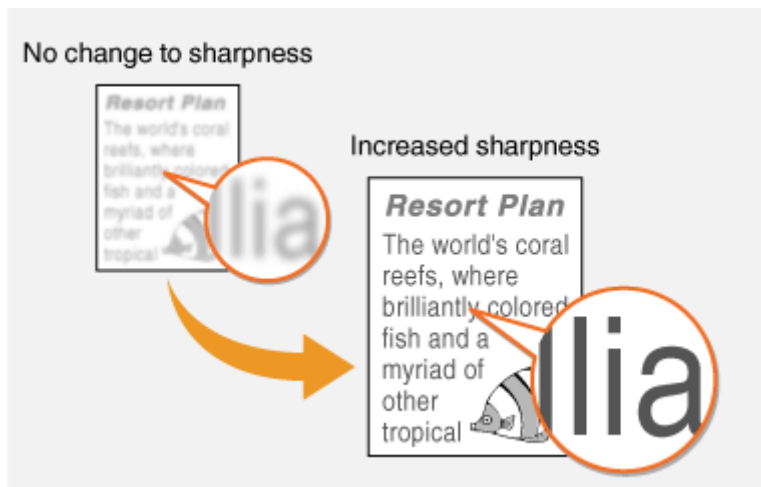 No change to sharpness
Resort Plan
The world's coral
reefs, where
brilliantly colored
fish and a
myriad of
other
tropical
llia
Increased sharpness
Resort Plan
The world's coral
reefs, where
brilliantly colored
fish and a
myriad of
other
tropical
llia